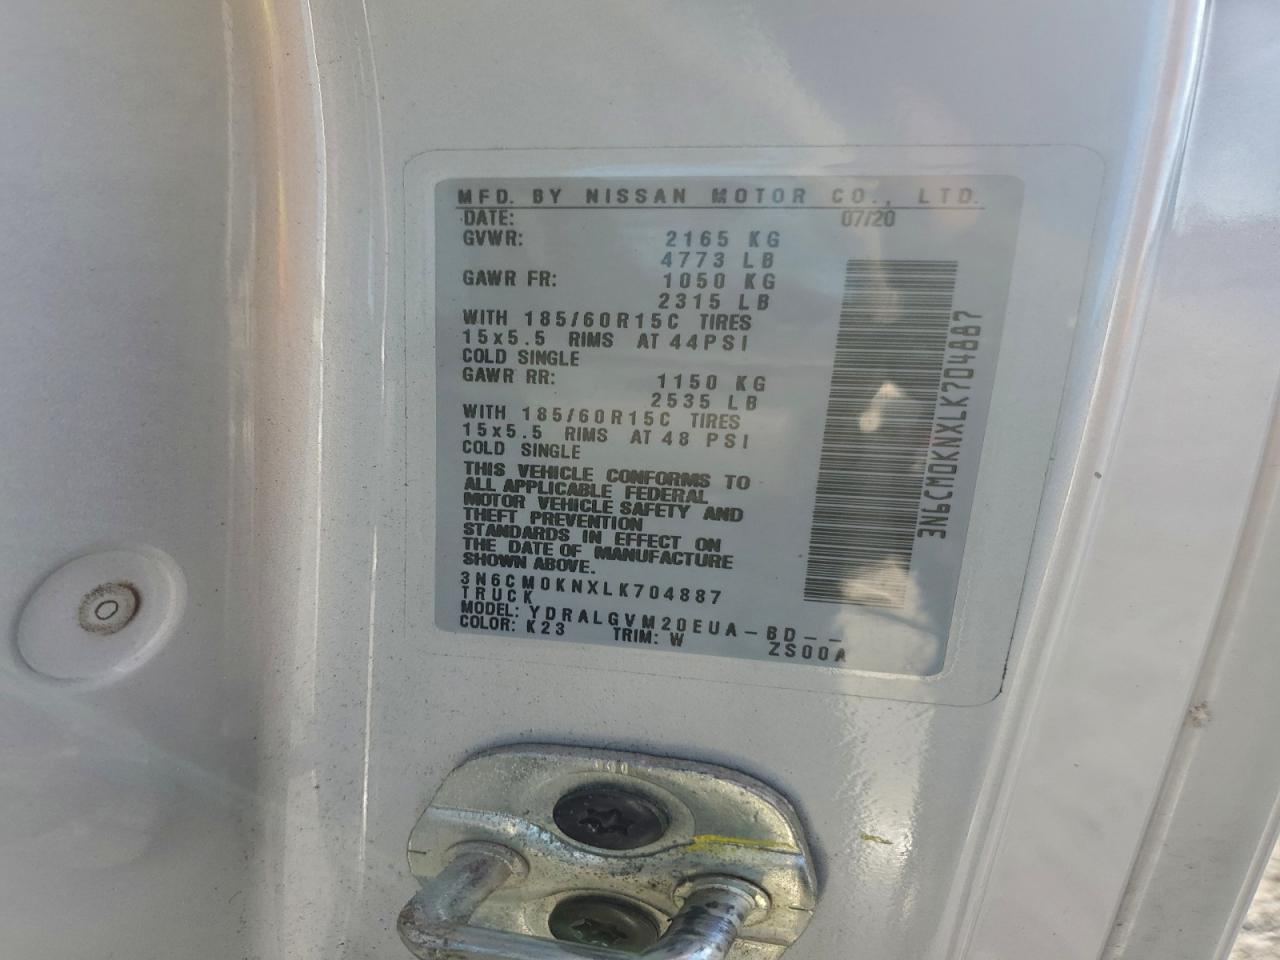 MFD. BY NISSAN MOTOR CO., LTD.
DATE: 07/20
GVWR: 2165 KG
4773 LB
GAWR FR: 1050 KG
2315 LB
WITH 185/60R15C TIRES
15x5.5 RIMS AT 44PSI
COLD SINGLE
GAWR RR: 1150 KG
2535 LB
WITH 185/60R15C TIRES
15x5.5 RIMS AT 48 PSI
COLD SINGLE
THIS VEHICLE CONFORMS TO
ALL APPLICABLE FEDERAL
MOTOR VEHICLE SAFETY AND
THEFT PREVENTION
STANDARDS IN EFFECT ON
THE DATE OF MANUFACTURE
SHOWN ABOVE.
3N6CM0KNXLK704887
TRUCK
MODEL: YDRALGVM20EUA-BD--
COLOR: K23 TRIM: W ZS00A
3N6CM0KNXLK704887